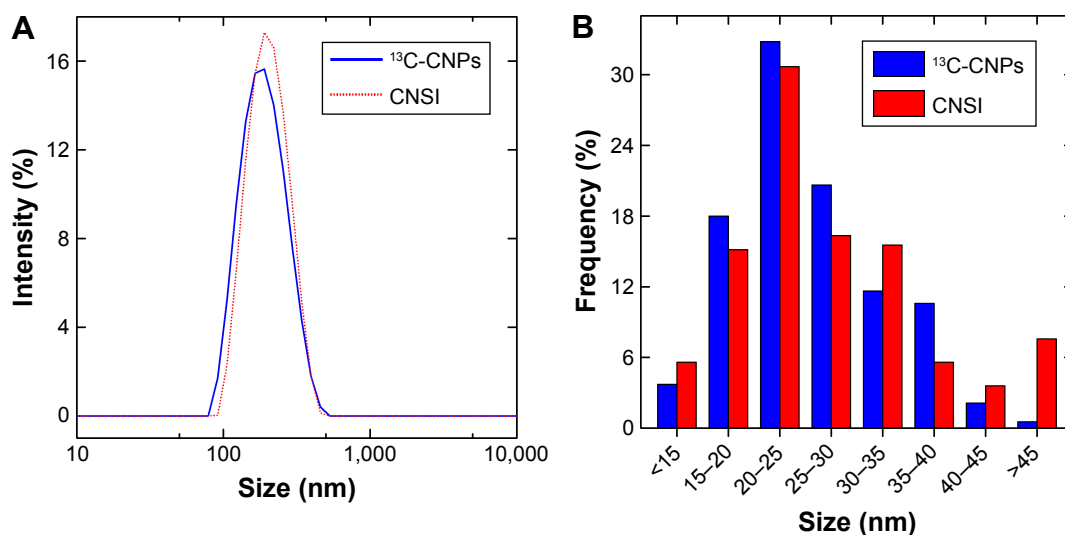 A
Intensity (%)
16
12
8
4
0
10
100
1,000
10,000
Size (nm)
¹³C-CNPs
CNSI
B
Frequency (%)
30
24
18
12
6
0
<15
15–20
20–25
25–30
30–35
35–40
40–45
>45
Size (nm)
¹³C-CNPs
CNSI